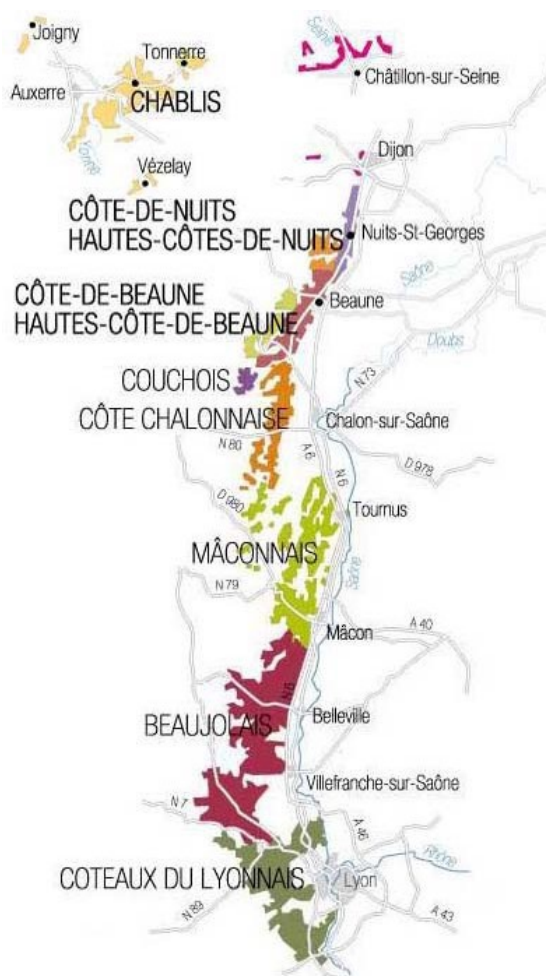 Seine
Joigny
Tonnerre
Châtillon-sur-Seine
Auxerre
CHABLIS
Yonne
Dijon
Vézelay
CÔTE-DE-NUITS
HAUTES-CÔTES-DE-NUITS
Nuits-St-Georges
Saône
CÔTE-DE-BEAUNE
HAUTES-CÔTE-DE-BEAUNE
Beaune
Doubs
COUCHOIS
N 73
CÔTE CHALONNAISE
Chalon-sur-Saône
N 80
A 6
N 6
D 978
D 980
Tournus
MÂCONNAIS
Saône
N 79
Mâcon
A 40
N 6
BEAUJOLAIS
Belleville
Villefranche-sur-Saône
N 7
A 46
Rhône
COTEAUX DU LYONNAIS
Lyon
N 89
A 43